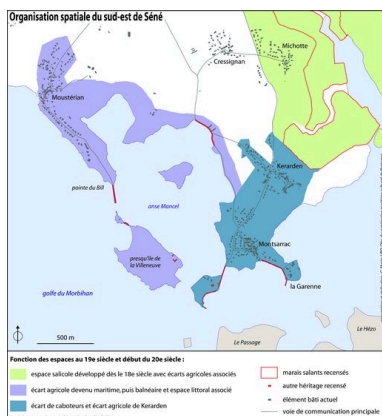 Organisation spatiale du sud-est de Séné
Michotte
Cressignan
Moustérian
Kerarden
pointe du Bill
anse Mancel
Montsarrac
presqu'île de
la Villeneuve
la Garenne
golfe du Morbihan
Le Hézo
500 m
Le Passage
Fonction des espaces au 19e siècle et début du 20e siècle :
espace salicole développé dès le 18e siècle avec écarts agricoles associés
écart agricole devenu maritime, puis balnéaire et espace littoral associé
écart de caboteurs et écart agricole de Kerarden
marais salants recensés
autre héritage recensé
élément bâti actuel
voie de communication principale